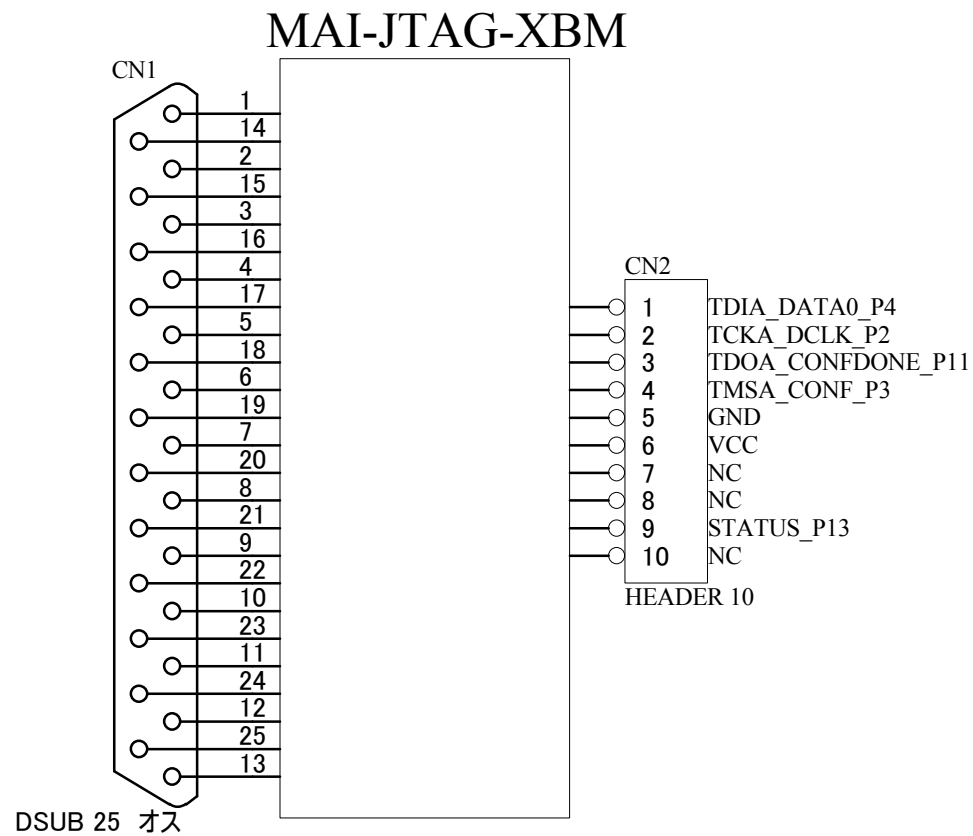 MAI-JTAG-XBM
CN1
1
14
2
15
3
16
4
17
5
18
6
19
7
20
8
21
9
22
10
23
11
24
12
25
13
DSUB 25 オス
CN2
1 TDIA_DATA0_P4
2 TCKA_DCLK_P2
3 TDOA_CONFDONE_P11
4 TMSA_CONF_P3
5 GND
6 VCC
7 NC
8 NC
9 STATUS_P13
10 NC
HEADER 10